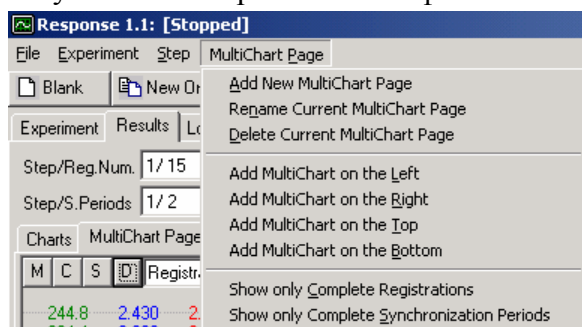 Response 1.1: [Stopped]
File Experiment Step MultiChart Page
Blank New Or
Add New MultiChart Page
Rename Current MultiChart Page
Delete Current MultiChart Page
Add MultiChart on the Left
Add MultiChart on the Right
Add MultiChart on the Top
Add MultiChart on the Bottom
Show only Complete Registrations
Show only Complete Synchronization Periods
Experiment Results Lo
Step/Reg.Num. 1/ 15
Step/S.Periods 1/ 2
Charts MultiChart Page
M C S D Registr
244.8 2.430 2.